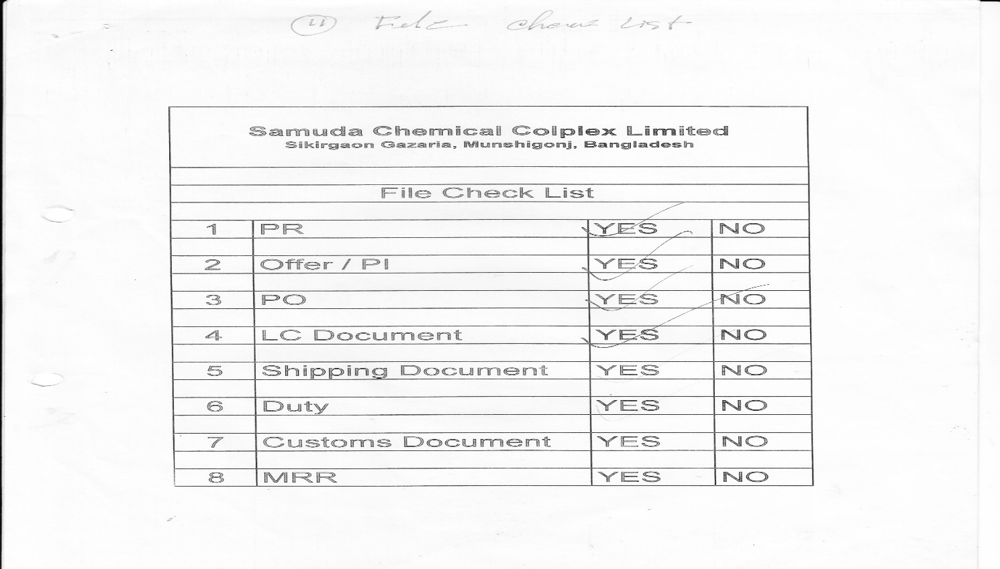 11 Field Check List
Samuda Chemical Colplex Limited
Sikirgaon Gazaria, Munshigonj, Bangladesh
File Check List
1 PR YES NO
2 Offer / PI YES NO
3 PO YES NO
4 LC Document YES NO
5 Shipping Document YES NO
6 Duty YES NO
7 Customs Document YES NO
8 MRR YES NO